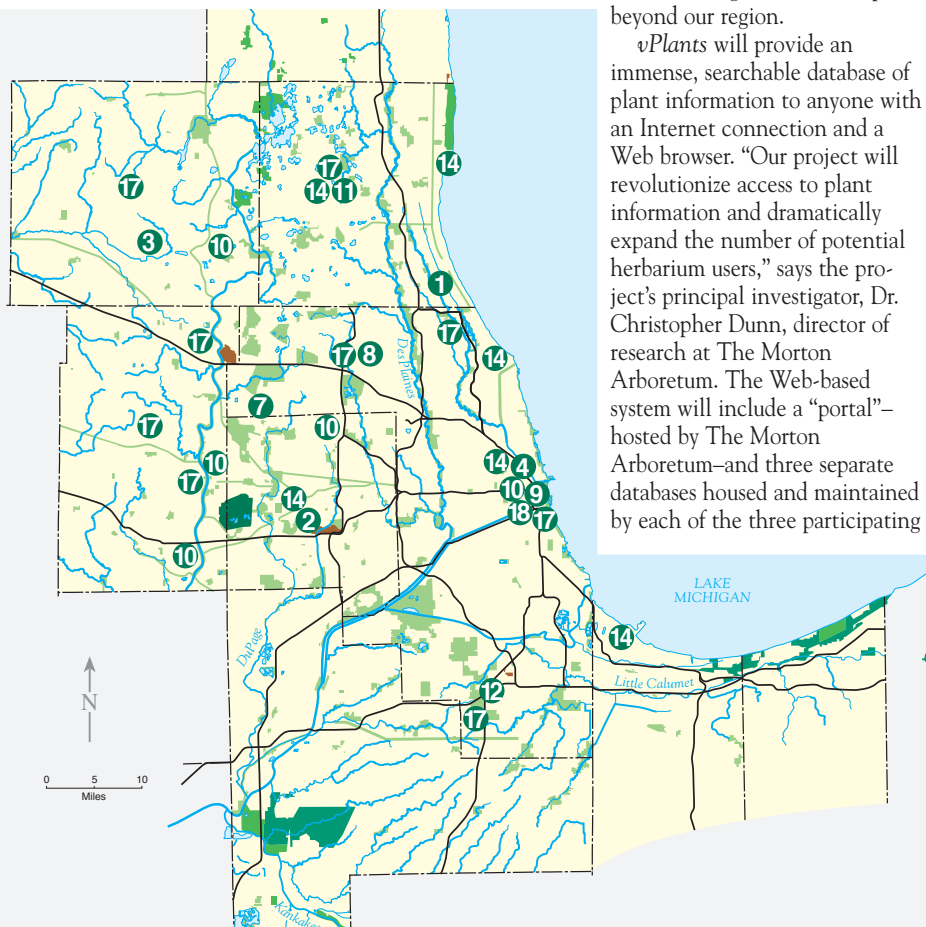 beyond our region.
vPlants will provide an
immense, searchable database of
plant information to anyone with
an Internet connection and a
Web browser. “Our project will
revolutionize access to plant
information and dramatically
expand the number of potential
herbarium users,” says the pro-
ject’s principal investigator, Dr.
Christopher Dunn, director of
research at The Morton
Arboretum. The Web-based
system will include a “portal”–
hosted by The Morton
Arboretum–and three separate
databases housed and maintained
by each of the three participating
14
17
14 11
17
3
10
1
17
17 8
17
14
Des Plaines
7
17
10
10
17
14 4
10 9
18 17
14
2
10
LAKE
MICHIGAN
14
DuPage
Little Calumet
12
17
N
0 5 10
Miles
Kankakee